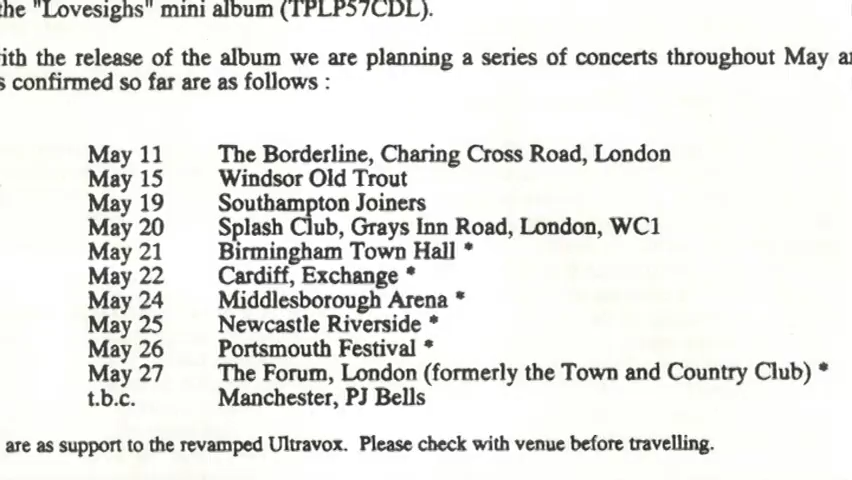 the "Lovesighs" mini album (TPLP57CDL).
with the release of the album we are planning a series of concerts throughout May
confirmed so far are as follows :
May 11 The Borderline, Charing Cross Road, London
May 15 Windsor Old Trout
May 19 Southampton Joiners
May 20 Splash Club, Grays Inn Road, London, WC1
May 21 Birmingham Town Hall *
May 22 Cardiff, Exchange *
May 24 Middlesborough Arena *
May 25 Newcastle Riverside *
May 26 Portsmouth Festival *
May 27 The Forum, London (formerly the Town and Country Club) *
t.b.c. Manchester, PJ Bells
are as support to the revamped Ultravox. Please check with venue before travelling.